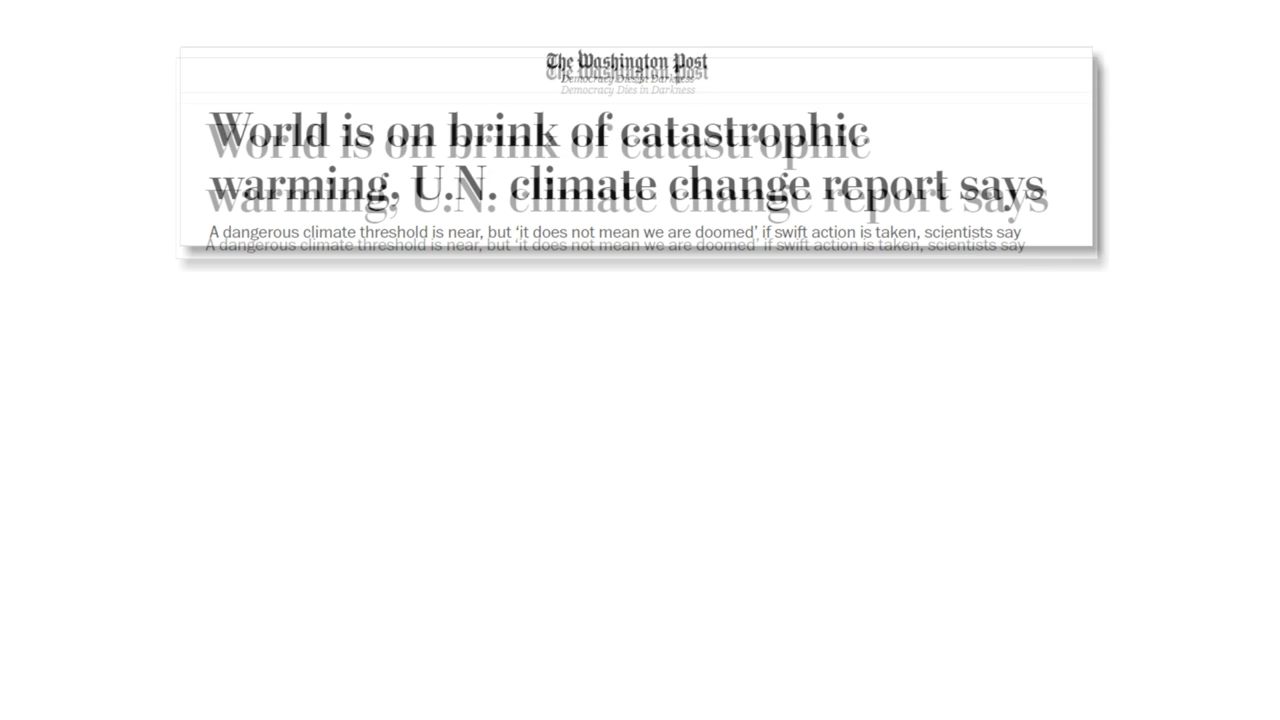 The Washington Post
Democracy Dies in Darkness
World is on brink of catastrophic
warming, U.N. climate change report says
A dangerous climate threshold is near, but ‘it does not mean we are doomed’ if swift action is taken, scientists say